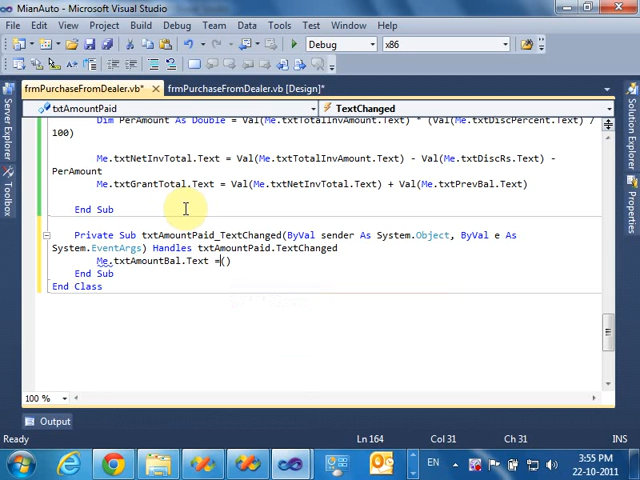 MianAuto - Microsoft Visual Studio
File Edit View Project Build Debug Team Data Tools Test Window Help
Debug x86
frmPurchaseFromDealer.vb* frmPurchaseFromDealer.vb [Design]*
txtAmountPaid TextChanged
Dim PerAmount As Double = Val(Me.txtTotalInvAmount.Text) * (Val(Me.txtDiscPercent.Text) /
100)
Me.txtNetInvTotal.Text = Val(Me.txtTotalInvAmount.Text) - Val(Me.txtDiscRs.Text) -
PerAmount
Me.txtGrantTotal.Text = Val(Me.txtNetInvTotal.Text) + Val(Me.txtPrevBal.Text)
End Sub
Private Sub txtAmountPaid_TextChanged(ByVal sender As System.Object, ByVal e As
System.EventArgs) Handles txtAmountPaid.TextChanged
Me.txtAmountBal.Text =()
End Sub
End Class
Server Explorer
Toolbox
Solution Explorer
Properties
100 %
Output
Ready Ln 164 Col 31 Ch 31
EN 3:55 PM
22-10-2011